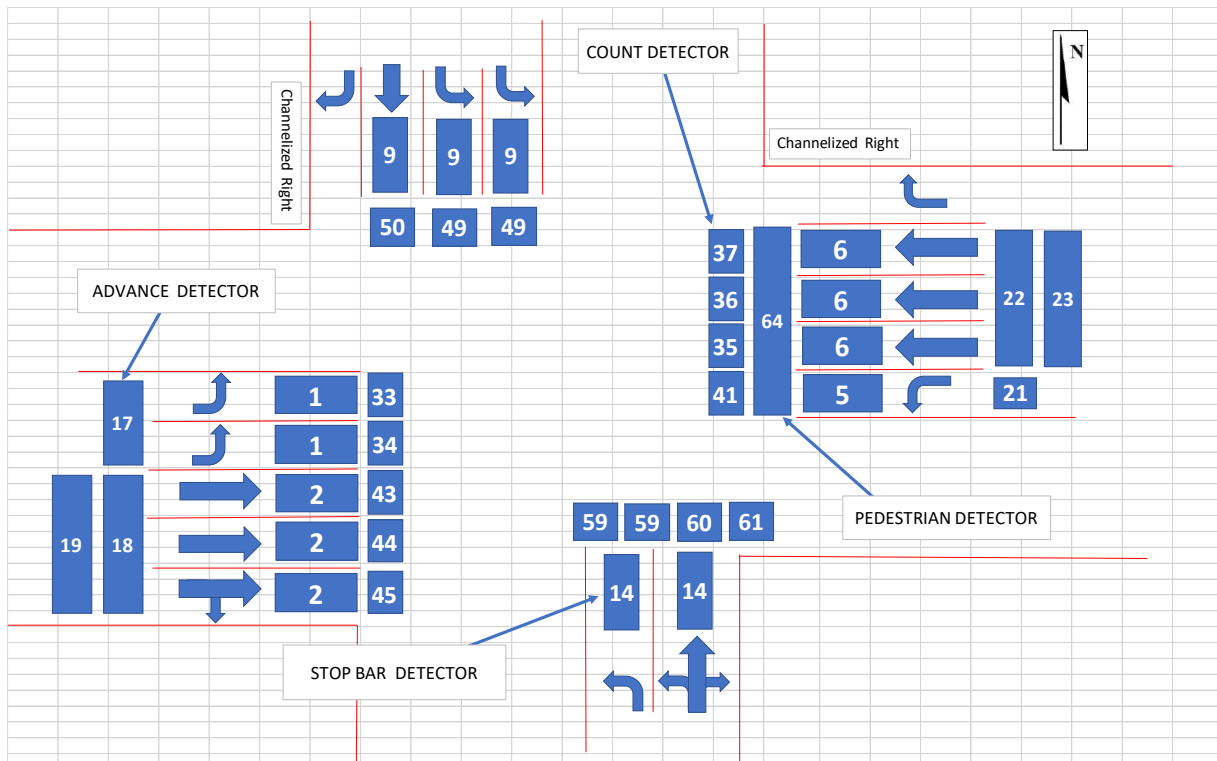 COUNT DETECTOR
N
Channelized Right
Channelized Right
9 9 9
50 49 49
ADVANCE DETECTOR
37 6
36 6
35 6
41 5
64
22 23
21
17
1 33
1 34
2 43
2 44
2 45
19 18
59 59 60 61
PEDESTRIAN DETECTOR
14 14
STOP BAR DETECTOR